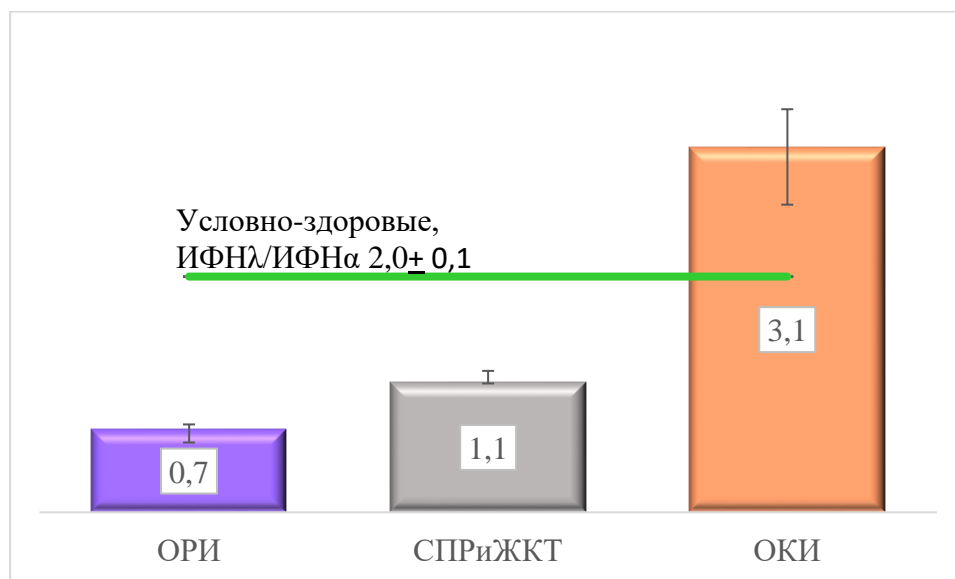 Условно-здоровые,
ИФНλ/ИФНα 2,0± 0,1
3,1
1,1
0,7
ОРИ СПРиЖКТ ОКИ